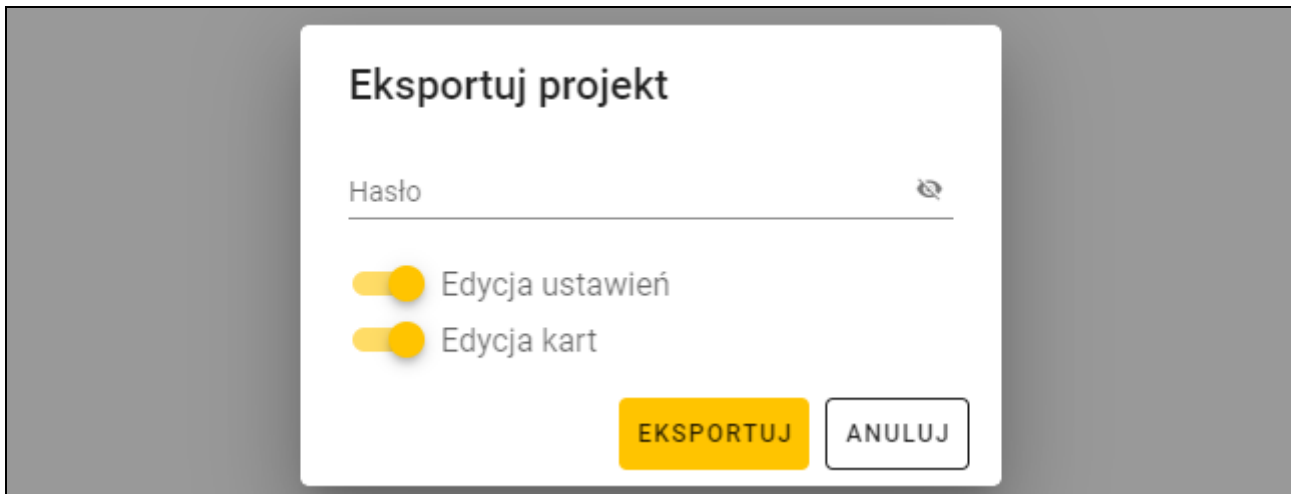 Eksportuj projekt
Hasło
Edycja ustawień
Edycja kart
EKSPORTUJ ANULUJ